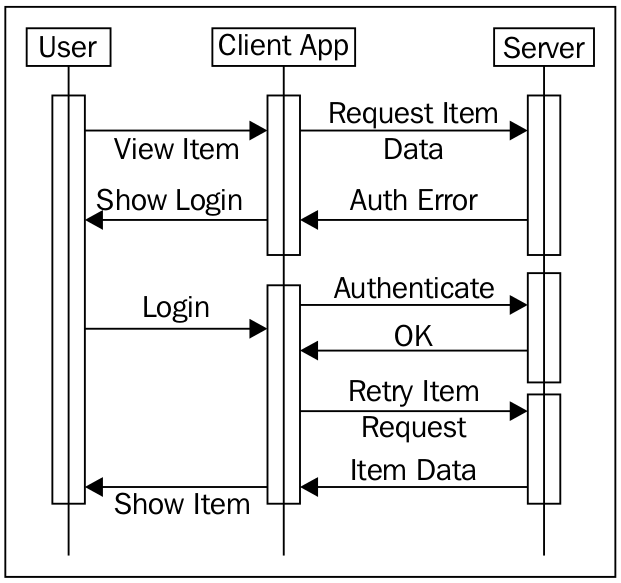 User
Client App
Server
View Item
Request Item
Data
Show Login
Auth Error
Login
Authenticate
OK
Retry Item
Request
Item Data
Show Item